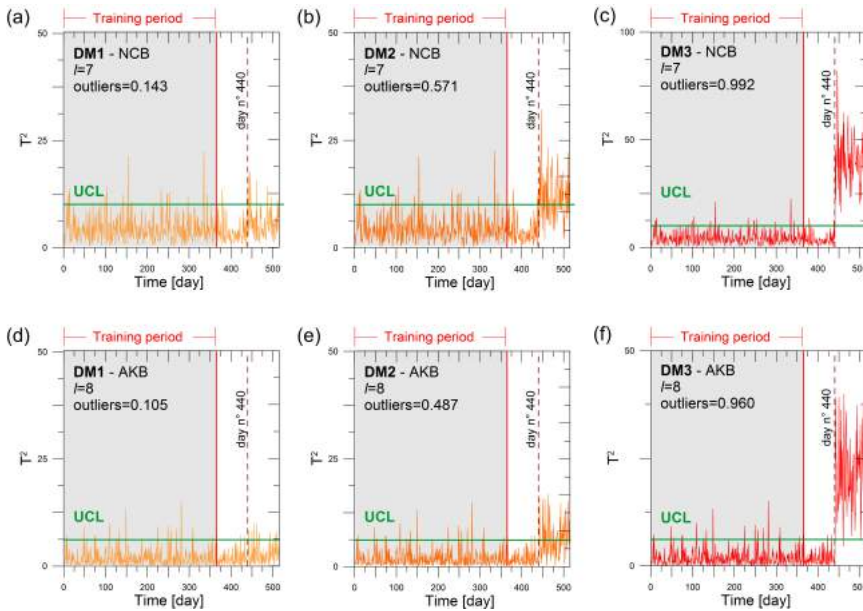 (a)
Training period
50
25
0
T²
DM1 - NCB
l=7
outliers=0.143
UCL
day n° 440
0 100 200 300 400 500
Time [day]
(b)
Training period
50
25
0
DM2 - NCB
l=7
outliers=0.571
UCL
day n° 440
0 100 200 300 400 500
Time [day]
(c)
Training period
100
50
0
T²
DM3 - NCB
l=7
outliers=0.992
UCL
day n° 440
0 100 200 300 400 500
Time [day]
(d)
Training period
50
25
0
T²
DM1 - AKB
l=8
outliers=0.105
UCL
day n° 440
0 100 200 300 400 500
Time [day]
(e)
Training period
50
25
0
T²
DM2 - AKB
l=8
outliers=0.487
UCL
day n° 440
0 100 200 300 400 500
Time [day]
(f)
Training period
50
25
0
T²
DM3 - AKB
l=8
outliers=0.960
UCL
day n° 440
0 100 200 300 400 500
Time [day]